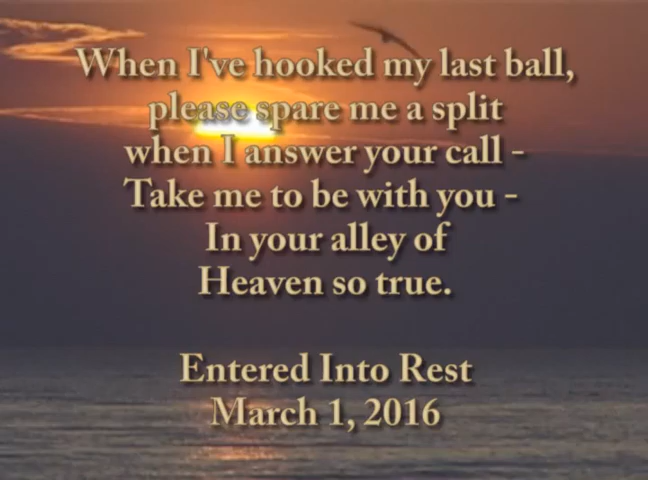 When I've hooked my last ball,
please spare me a split
when I answer your call -
Take me to be with you -
In your alley of
Heaven so true.
Entered Into Rest
March 1, 2016